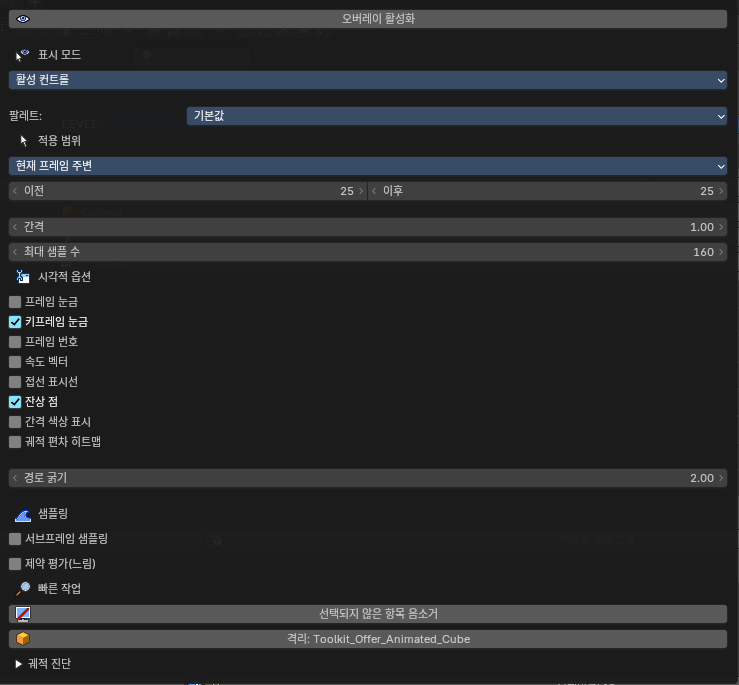 오버레이 활성화
표시 모드
활성 컨트롤
팔레트: 기본값
적용 범위
현재 프레임 주변
이전 25 이후 25
간격 1.00
최대 샘플 수 160
시각적 옵션
프레임 눈금
키프레임 눈금
프레임 번호
속도 벡터
접선 표시선
잔상 점
간격 색상 표시
궤적 편차 히트맵
경로 굵기 2.00
샘플링
서브프레임 샘플링
제약 평가(느림)
빠른 작업
선택되지 않은 항목 음소거
격리: Toolkit_Offer_Animated_Cube
궤적 진단